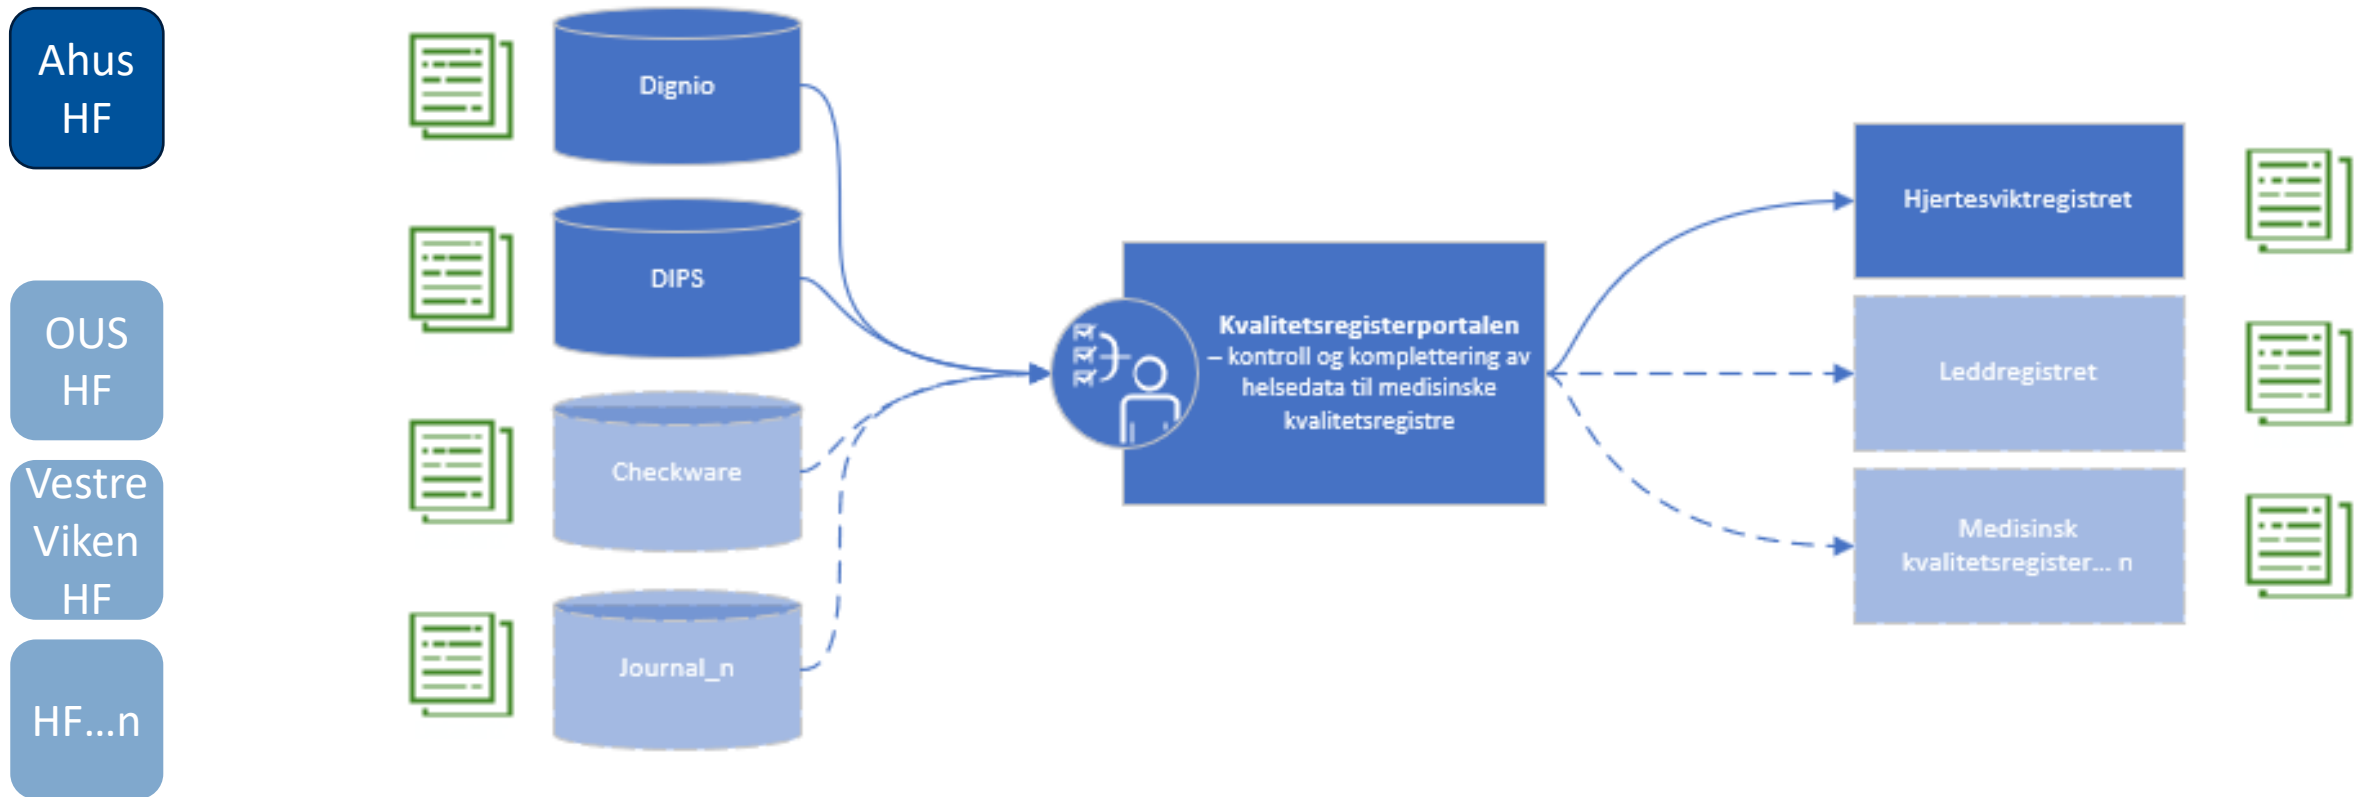 Ahus
HF
OUS
HF
Vestre
Viken
HF
HF...n
Dignio
DIPS
Checkware
Journal_n
Kvalitetsregisterportalen
– kontroll og komplettering av
helsedata til medisinske
kvalitetsregistre
Hjertesviktregistret
Leddregistret
Medisinsk
kvalitetsregister... n